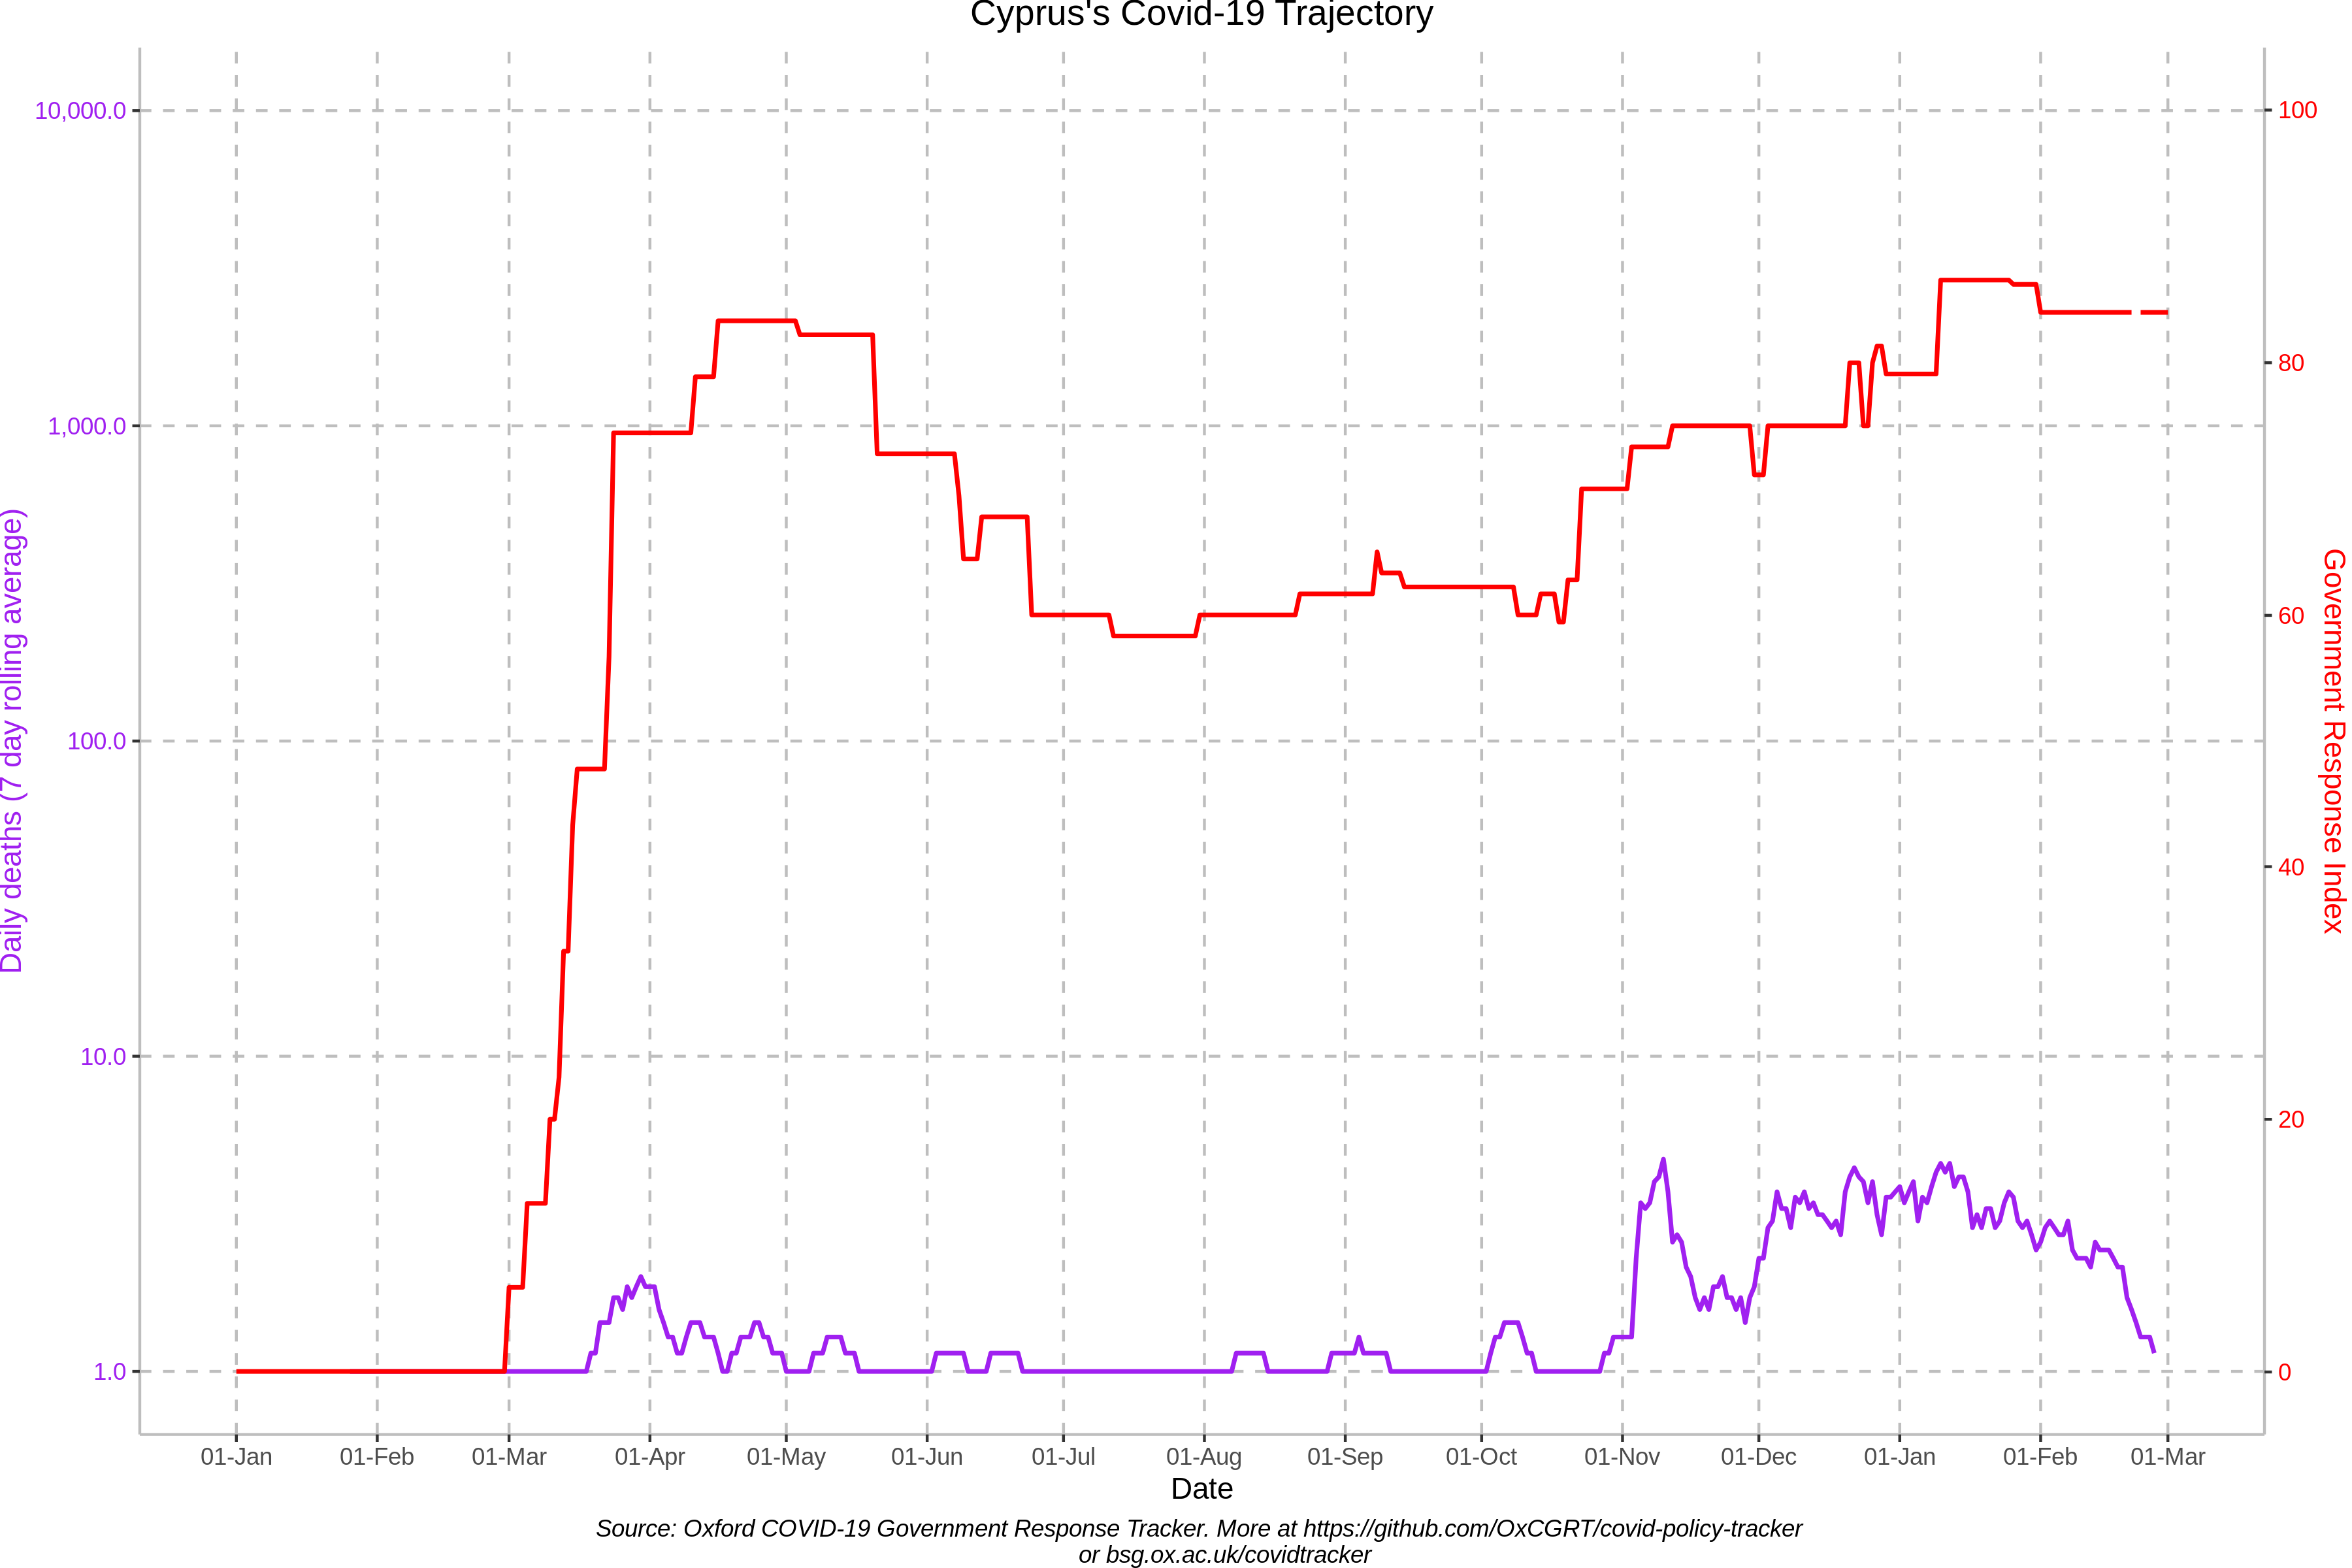 Cyprus's Covid-19 Trajectory
Daily deaths (7 day rolling average)
10,000.0
1,000.0
100.0
10.0
1.0
100
80
60
40
20
0
Government Response Index
01-Jan 01-Feb 01-Mar 01-Apr 01-May 01-Jun 01-Jul 01-Aug 01-Sep 01-Oct 01-Nov 01-Dec 01-Jan 01-Feb 01-Mar
Date
Source: Oxford COVID-19 Government Response Tracker. More at https://github.com/OxCGRT/covid-policy-tracker
or bsg.ox.ac.uk/covidtracker